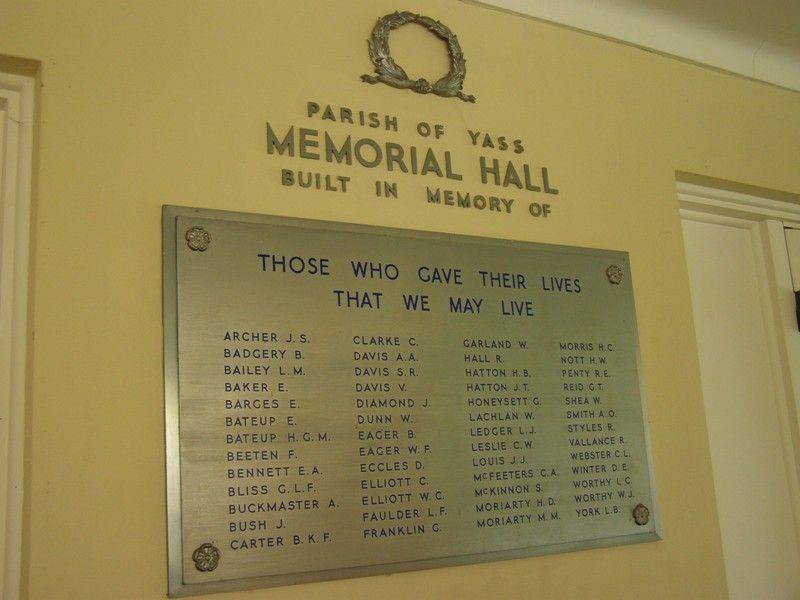 PARISH OF YASS
MEMORIAL HALL
BUILT IN MEMORY OF
THOSE WHO GAVE THEIR LIVES
THAT WE MAY LIVE
ARCHER J.S.
BADGERY B.
BAILEY L.M.
BAKER E.
BARGES E.
BATEUP E.
BATEUP H.G.M.
BEETEN F.
BENNETT E.A.
BLISS G.L.F.
BUCKMASTER A.
BUSH J.
CARTER B.K.F.
CLARKE C.
DAVIS A.A.
DAVIS S.R.
DAVIS V.
DIAMOND J.
DUNN W.
EAGER B.
EAGER W.F.
ECCLES D.
ELLIOTT C.
ELLIOTT W.C.
FAULDER L.F.
FRANKLIN G.
GARLAND W.
HALL R.
HATTON H.B.
HATTON J.T.
HONEYSETT G.
LACHLAN W.
LEDGER L.J.
LESLIE C.W.
LOUIS J.J.
McFEETERS C.A.
McKINNON S.
MORIARTY H.D.
MORIARTY M.M.
MORRIS H.C.
NOTT H.W.
PENTY R.E.
REID G.T.
SHEA W.
SMITH A.O.
STYLES R.
VALLANCE R.
WEBSTER C.L.
WINTER D.E.
WORTHY L.C.
WORTHY W.J.
YORK L.B.